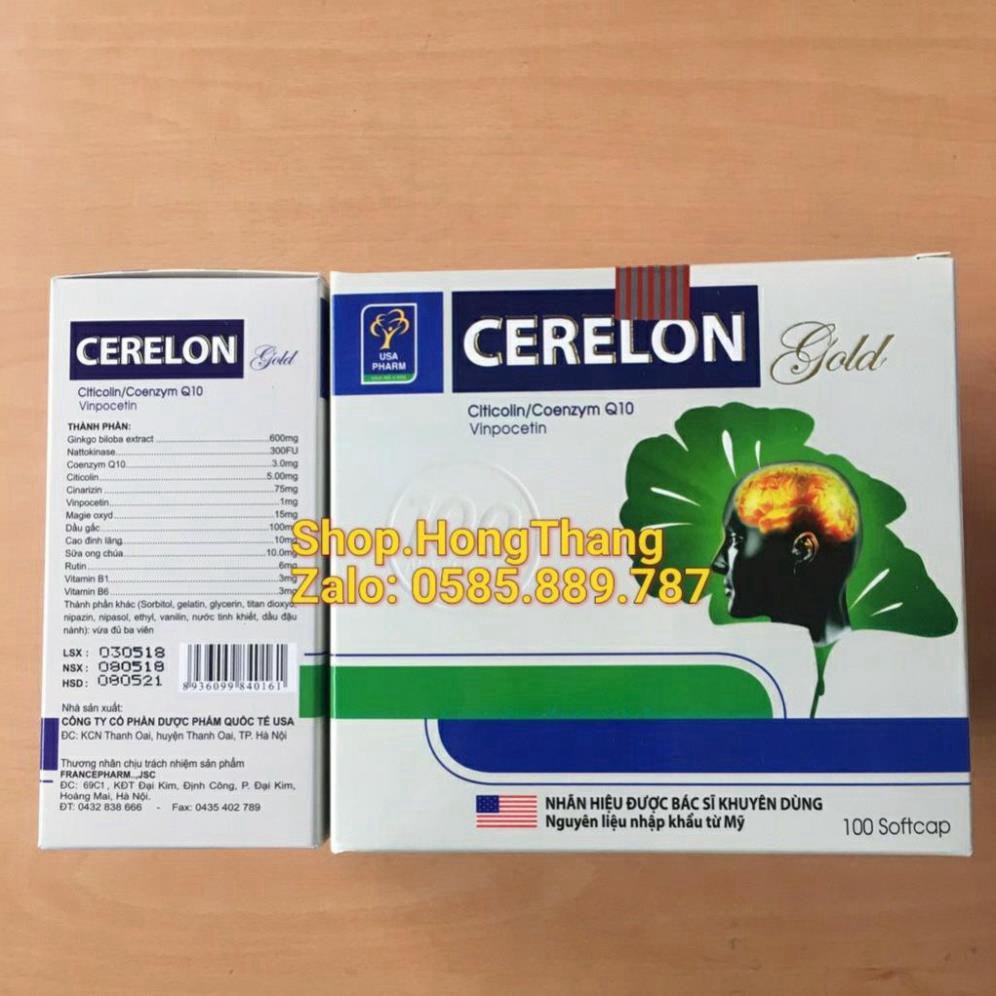 CERELON Gold
Citicolin/Coenzym Q10
Vinpocetin
THÀNH PHẦN:
Ginkgo biloba extract 600mg
Nattokinase 300FU
Coenzym Q10 3.0mg
Citicolin 5.00mg
Cinarizin 75mg
Vinpocetin 1mg
Magie oxyd 15mg
Dầu gấc 100m
Cao đinh lăng 10mg
Sữa ong chúa 10.0mg
Rutin 6mg
Vitamin B1 3mg
Vitamin B6 3mg
Thành phần khác (Sorbitol, gelatin, glycerin, titan dioxyd,
nipazin, nipasol, ethyl, vanilin, nước tinh khiết, dầu đậu
nành): vừa đủ ba viên
LSX : 030518
NSX : 080518
HSD : 080521
8936099840161
Nhà sản xuất:
CÔNG TY CỔ PHẦN DƯỢC PHẨM QUỐC TẾ USA
ĐC: KCN Thanh Oai, huyện Thanh Oai, TP. Hà Nội
Thương nhân chịu trách nhiệm sản phẩm
FRANCEPHARM..,JSC
ĐC: 69C1, KĐT Đại Kim, Định Công, P. Đại Kim,
Hoàng Mai, Hà Nội.
ĐT: 0432 838 666 - Fax: 0435 402 789
USA
PHARM
CERELON Gold
Citicolin/Coenzym Q10
Vinpocetin
100
Shop.HongThang
Zalo: 0585.889.787
NHÃN HIỆU ĐƯỢC BÁC SĨ KHUYÊN DÙNG
Nguyên liệu nhập khẩu từ Mỹ
100 Softcap